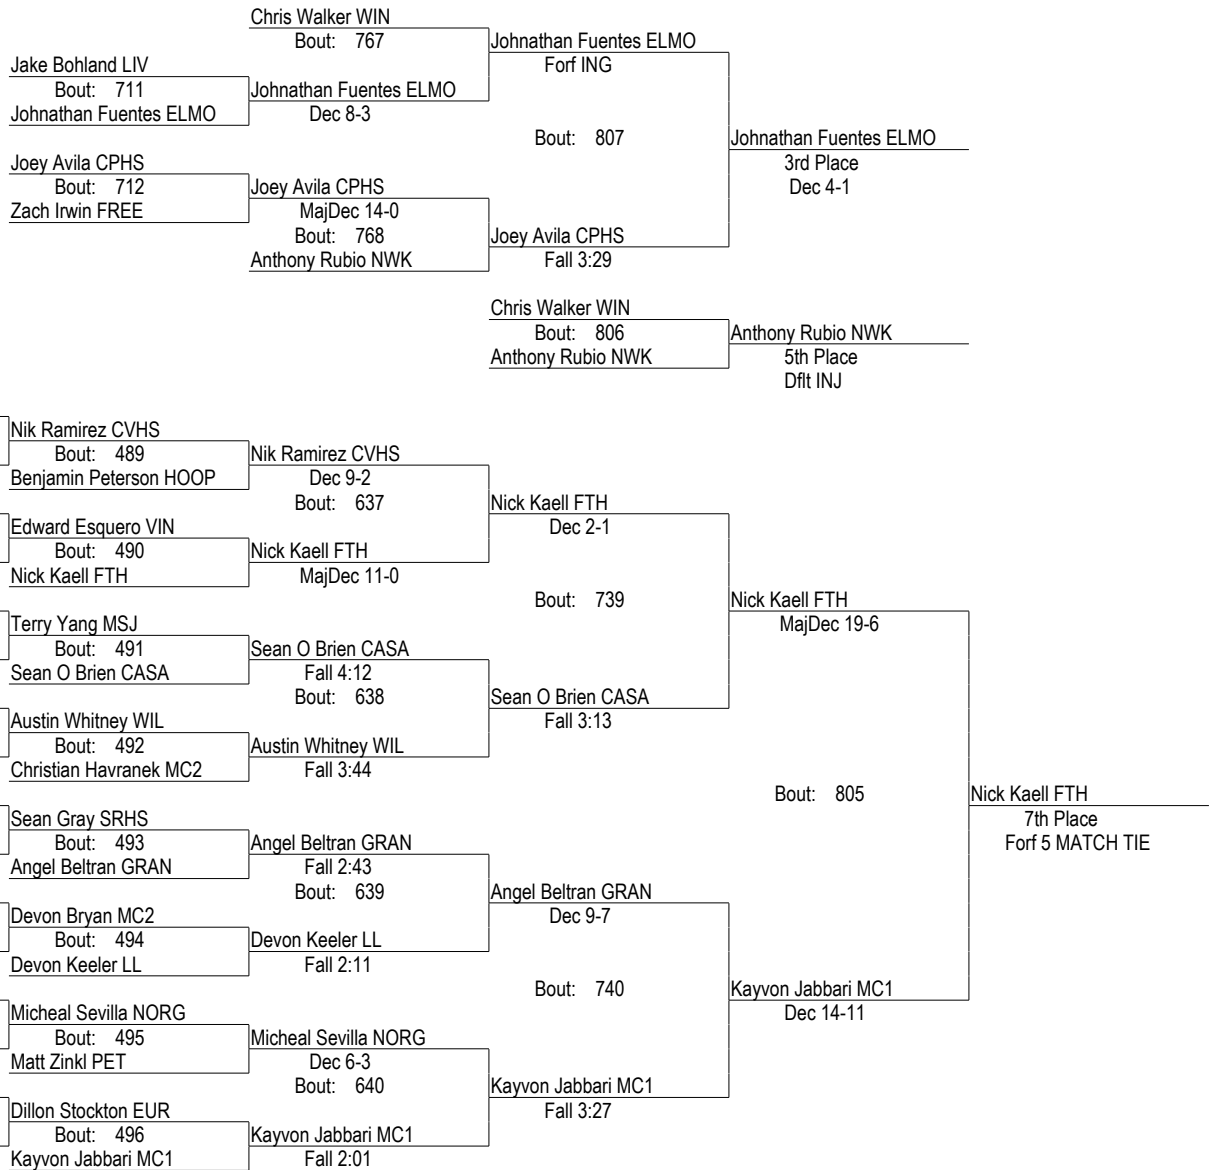 Chris Walker WIN
Bout: 767
Johnathan Fuentes ELMO
Jake Bohland LIV
Forf ING
Bout: 711
Johnathan Fuentes ELMO
Johnathan Fuentes ELMO
Dec 8-3
Bout: 807
Johnathan Fuentes ELMO
Joey Avila CPHS
3rd Place
Bout: 712
Joey Avila CPHS
Dec 4-1
Zach Irwin FREE
MajDec 14-0
Bout: 768
Joey Avila CPHS
Anthony Rubio NWK
Fall 3:29
Chris Walker WIN
Bout: 806
Anthony Rubio NWK
Anthony Rubio NWK
5th Place
Dflt INJ
Nik Ramirez CVHS
Bout: 489
Nik Ramirez CVHS
Benjamin Peterson HOOP
Dec 9-2
Bout: 637
Nick Kaell FTH
Edward Esquero VIN
Dec 2-1
Bout: 490
Nick Kaell FTH
Nick Kaell FTH
MajDec 11-0
Bout: 739
Nick Kaell FTH
Terry Yang MSJ
MajDec 19-6
Bout: 491
Sean O Brien CASA
Sean O Brien CASA
Fall 4:12
Bout: 638
Sean O Brien CASA
Austin Whitney WIL
Fall 3:13
Bout: 492
Austin Whitney WIL
Christian Havranek MC2
Fall 3:44
Bout: 805
Nick Kaell FTH
Sean Gray SRHS
7th Place
Bout: 493
Angel Beltran GRAN
Forf 5 MATCH TIE
Angel Beltran GRAN
Fall 2:43
Bout: 639
Angel Beltran GRAN
Devon Bryan MC2
Dec 9-7
Bout: 494
Devon Keeler LL
Devon Keeler LL
Fall 2:11
Bout: 740
Kayvon Jabbari MC1
Micheal Sevilla NORG
Dec 14-11
Bout: 495
Micheal Sevilla NORG
Matt Zinkl PET
Dec 6-3
Bout: 640
Kayvon Jabbari MC1
Dillon Stockton EUR
Fall 3:27
Bout: 496
Kayvon Jabbari MC1
Kayvon Jabbari MC1
Fall 2:01